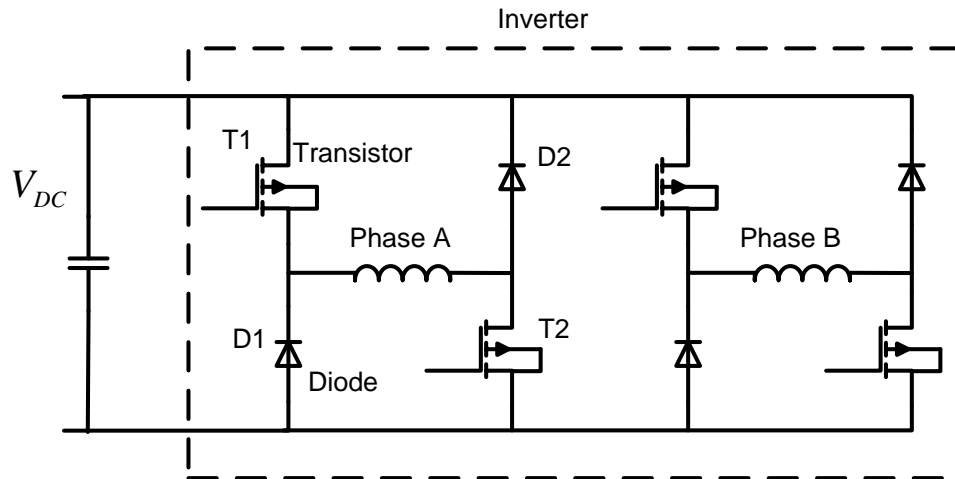 Inverter
T1
Transistor
D2
V_DC
Phase A
Phase B
D1
T2
Diode